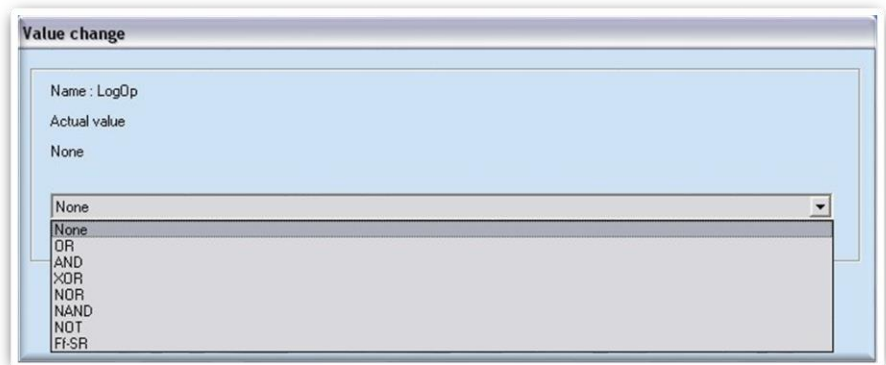 Value change
Name : LogOp
Actual value
None
None
None
OR
AND
XOR
NOR
NAND
NOT
Ff-SR